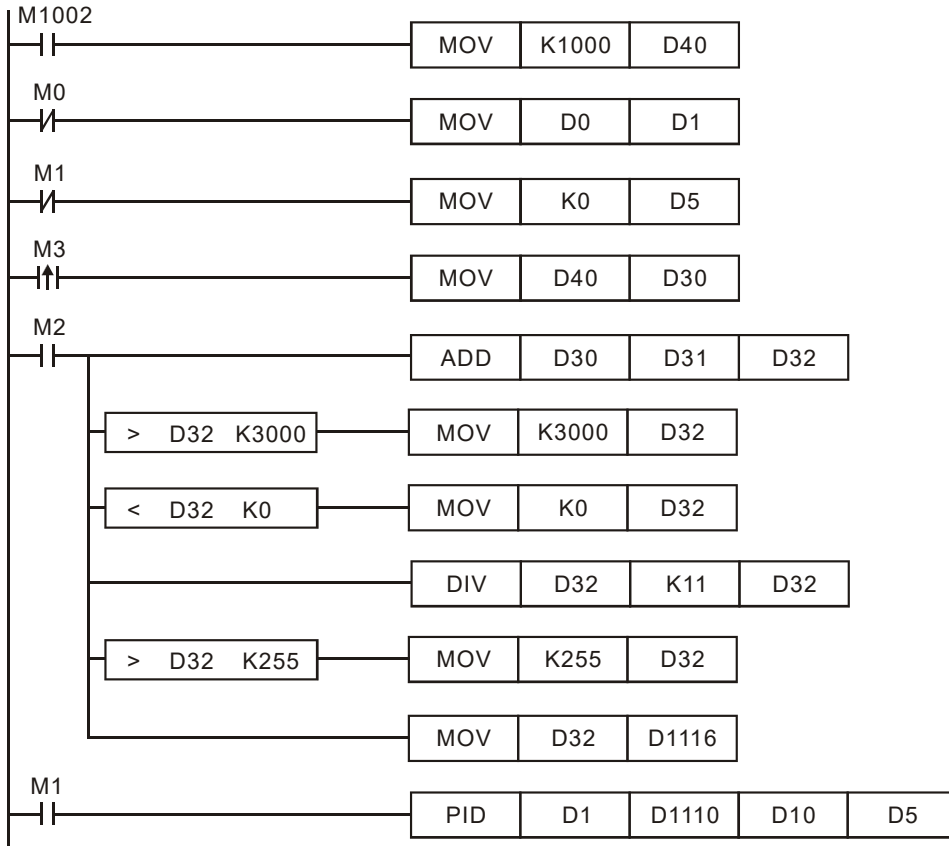 M1002
MOV K1000 D40
M0
MOV D0 D1
M1
MOV K0 D5
M3
MOV D40 D30
M2
ADD D30 D31 D32
> D32 K3000 MOV K3000 D32
< D32 K0 MOV K0 D32
DIV D32 K11 D32
> D32 K255 MOV K255 D32
MOV D32 D1116
M1
PID D1 D1110 D10 D5